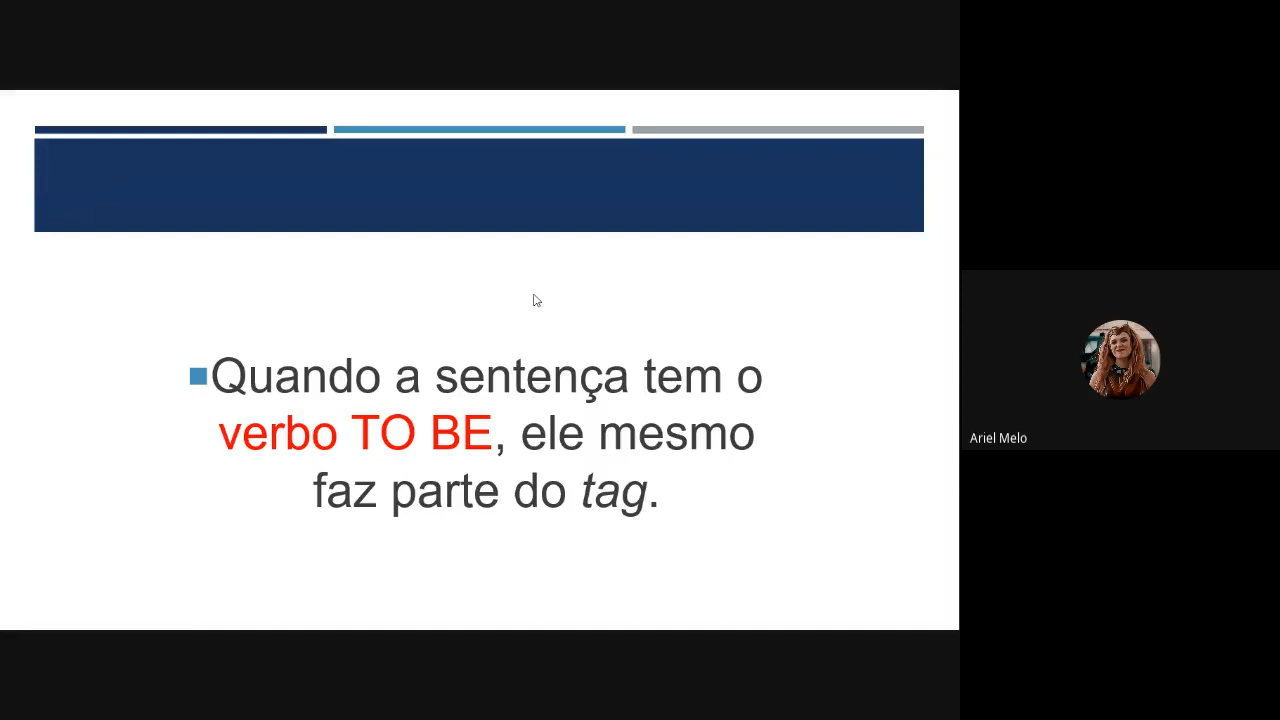 Quando a sentença tem o
verbo TO BE, ele mesmo
faz parte do tag.
Ariel Melo